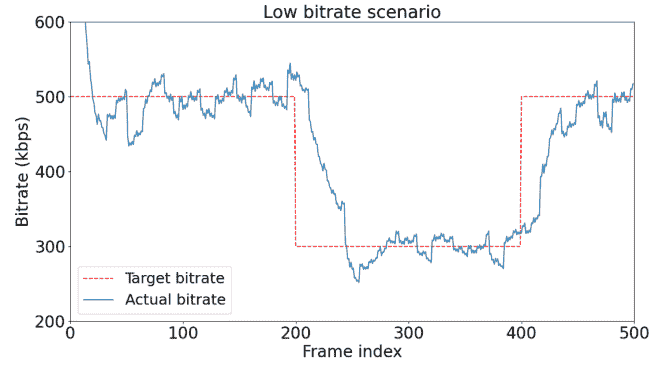 Low bitrate scenario
Bitrate (kbps)
600
500
400
300
200
Target bitrate
Actual bitrate
0 100 200 300 400 500
Frame index